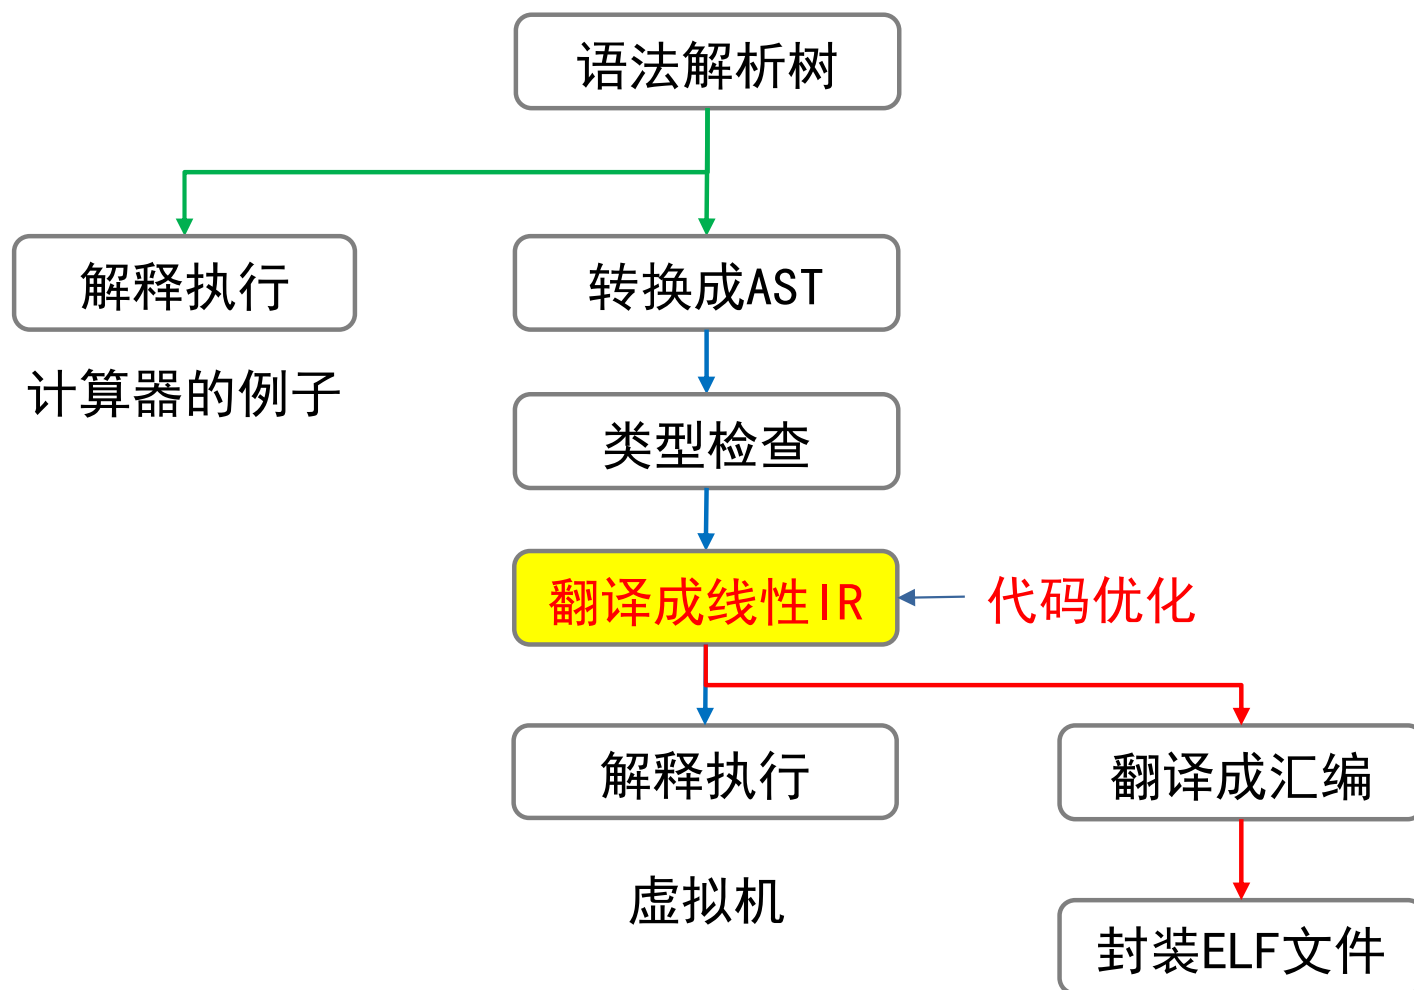 语法解析树
解释执行
转换成AST
计算器的例子
类型检查
翻译成线性IR
代码优化
解释执行
翻译成汇编
虚拟机
封装ELF文件